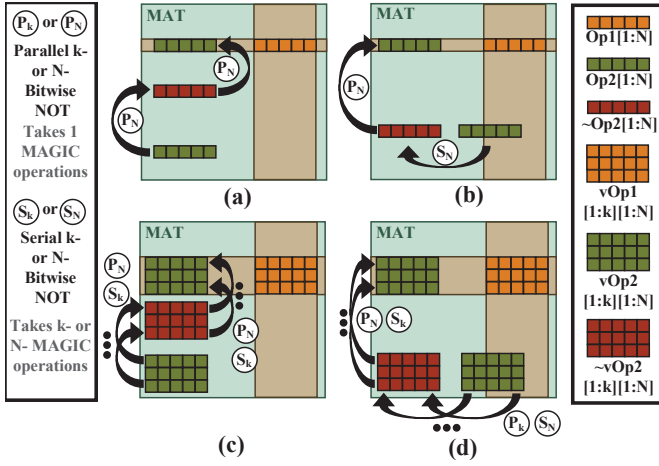 Pk or PN
Parallel k-
or N-
Bitwise
NOT
Takes 1
MAGIC
operations
Sk or SN
Serial k-
or N-
Bitwise
NOT
Takes k- or
N- MAGIC
operations
MAT
PN
PN
(a)
MAT
PN
SN
(b)
MAT
PN
Sk
PN
Sk
(c)
MAT
PN Sk
Pk SN
(d)
Op1[1:N]
Op2[1:N]
~Op2[1:N]
vOp1
[1:k][1:N]
vOp2
[1:k][1:N]
~vOp2
[1:k][1:N]